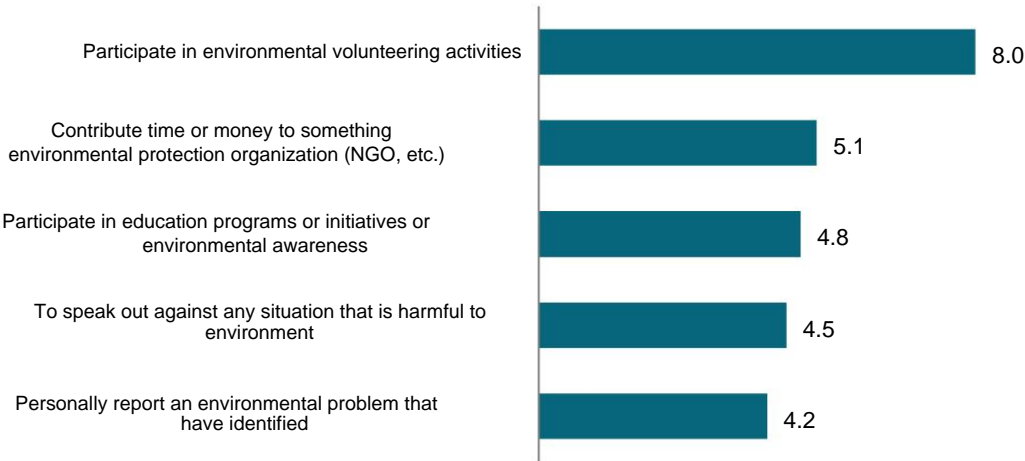 Participate in environmental volunteering activities
8.0
Contribute time or money to something
environmental protection organization (NGO, etc.)
5.1
Participate in education programs or initiatives or
environmental awareness
4.8
To speak out against any situation that is harmful to
environment
4.5
Personally report an environmental problem that
have identified
4.2